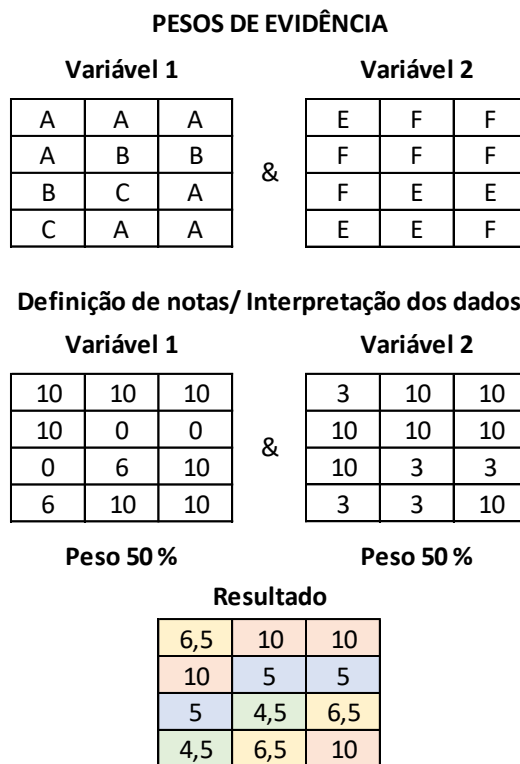 PESOS DE EVIDÊNCIA
Variável 1 Variável 2
A A A E F F
A B B F F F
&
B C A F E E
C A A E E F
Definição de notas/ Interpretação dos dados
Variável 1 Variável 2
10 10 10 3 10 10
10 0 0 10 10 10
&
0 6 10 10 3 3
6 10 10 3 3 10
Peso 50 % Peso 50 %
Resultado
6,5 10 10
10 5 5
5 4,5 6,5
4,5 6,5 10